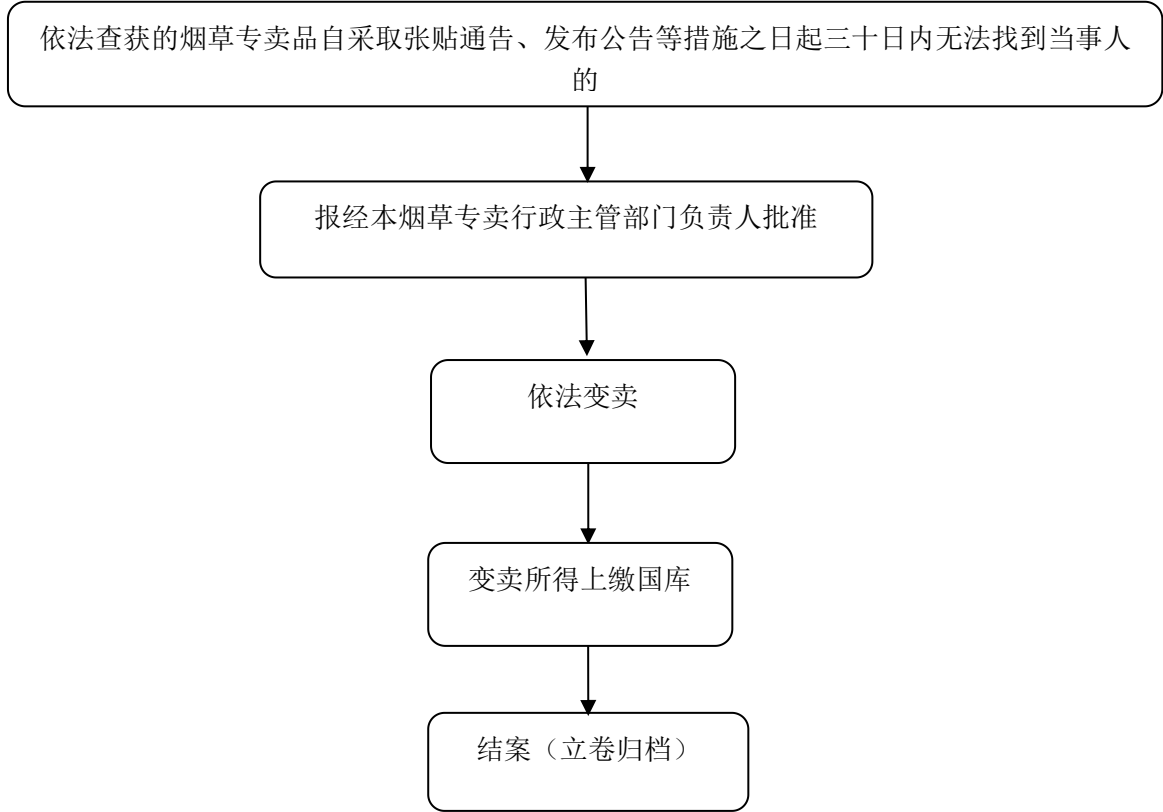 依法查获的烟草专卖品自采取张贴通告、发布公告等措施之日起三十日内无法找到当事人
的
报经本烟草专卖行政主管部门负责人批准
依法变卖
变卖所得上缴国库
结案（立卷归档）